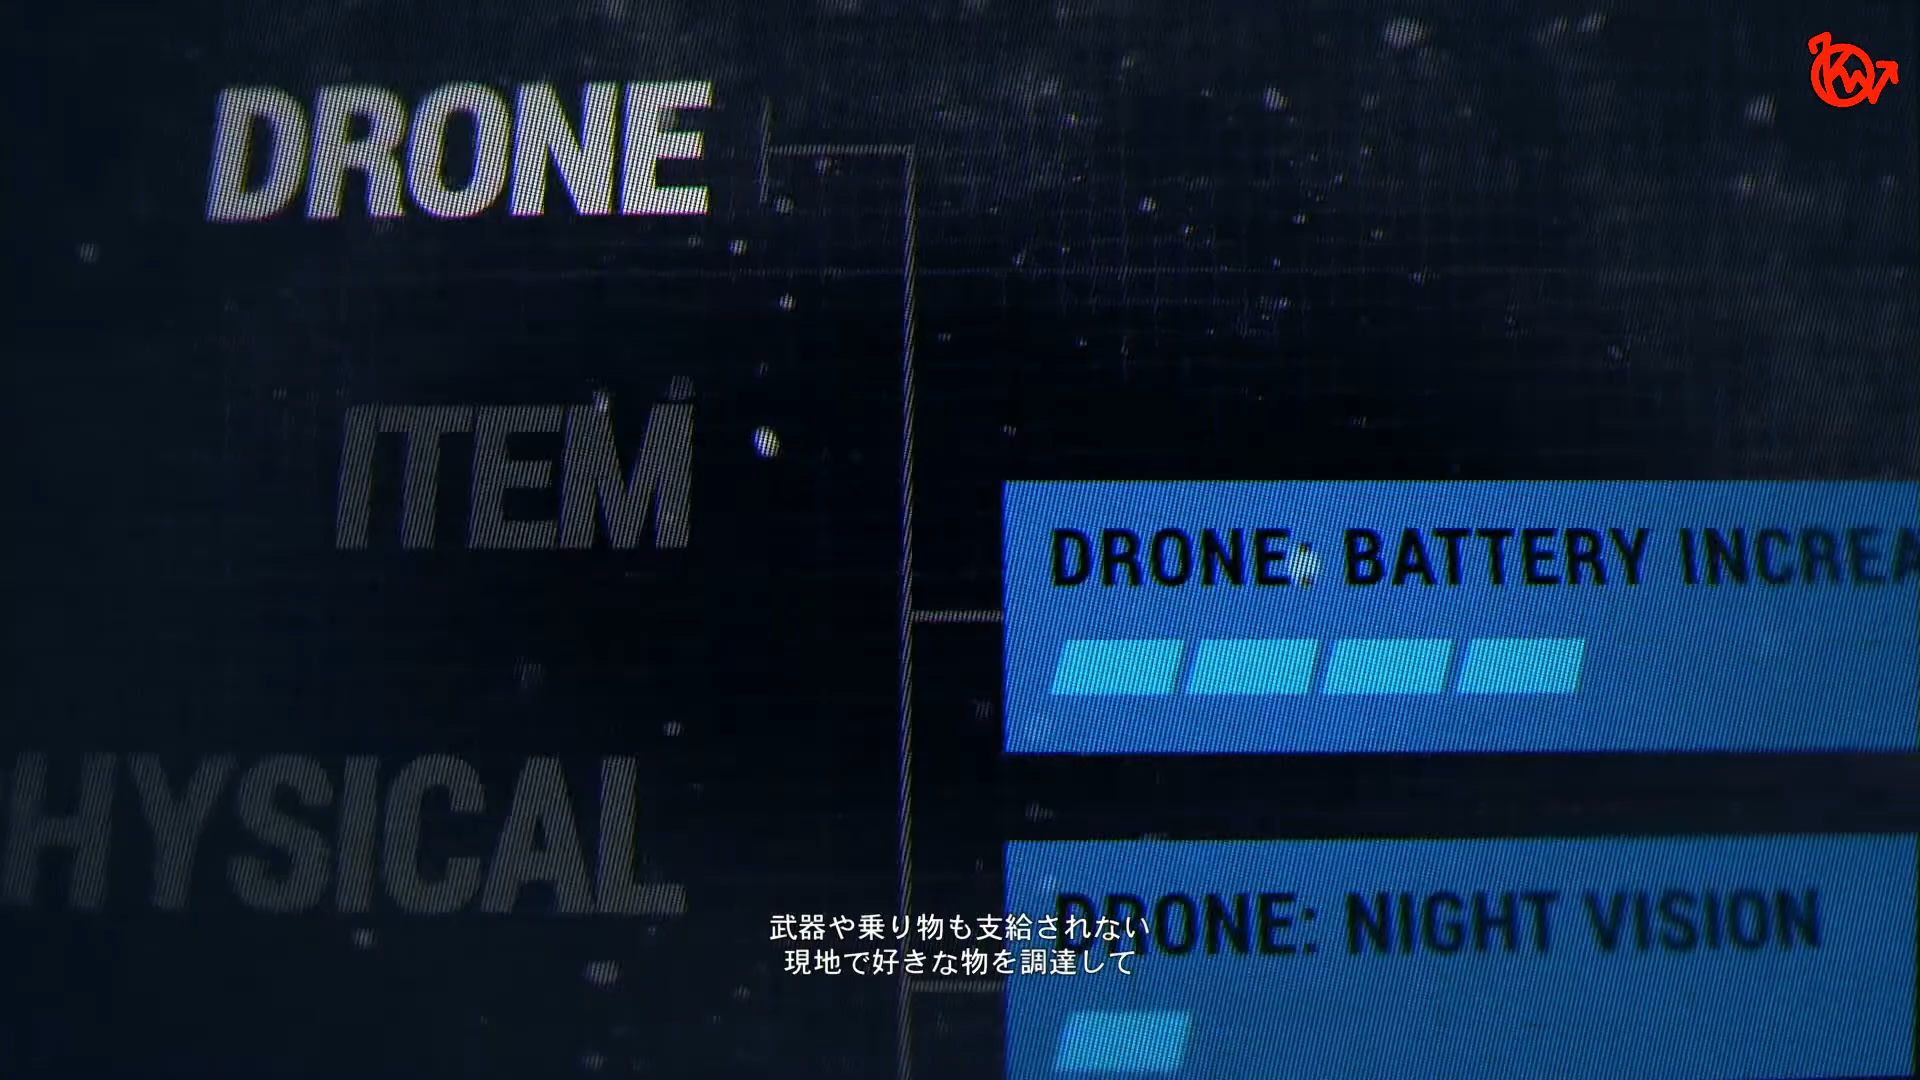 DRONE
ITEM
HYSICAL
DRONE: BATTERY INCREA
DRONE: NIGHT VISION
武器や乗り物も支給されない
現地で好きな物を調達して